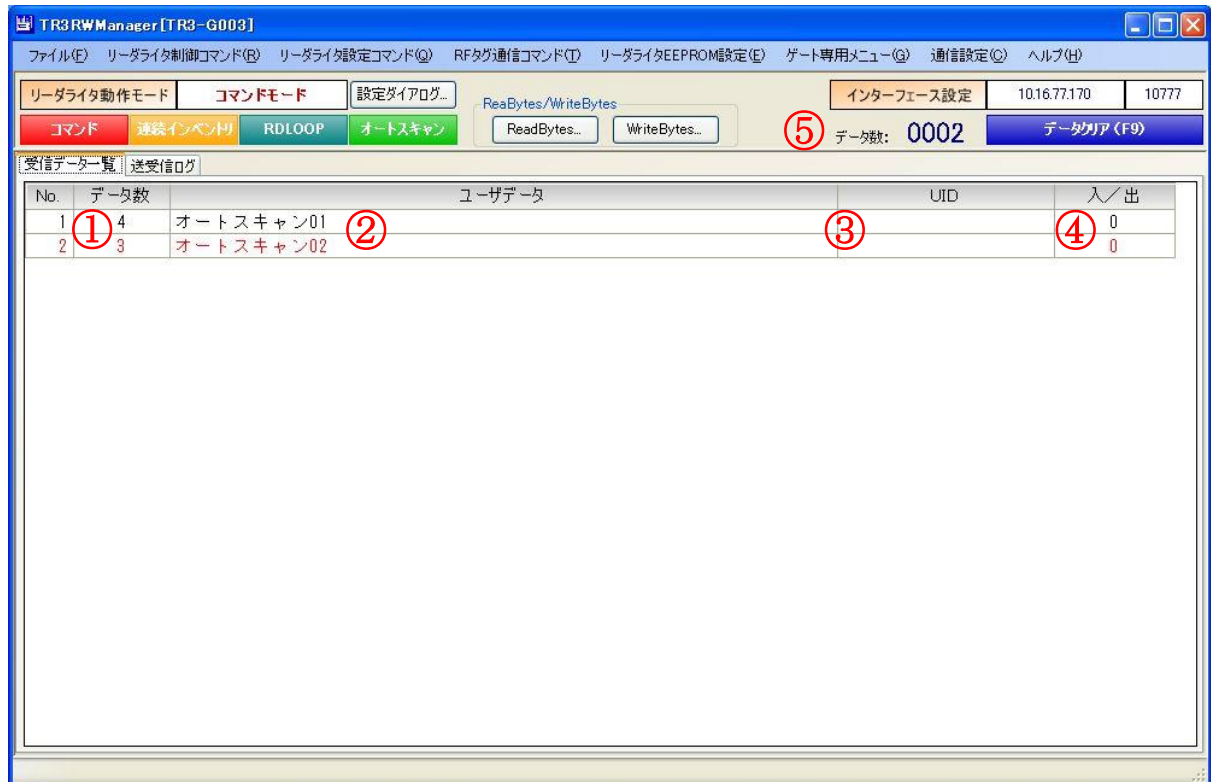 TR3RWManager[TR3-G003]
ファイル(F) リーダライタ制御コマンド(R) リーダライタ設定コマンド(Q) RFタグ通信コマンド(T) リーダライタEEPROM設定(E) ゲート専用メニュー(G) 通信設定(C) ヘルプ(H)
リーダライタ動作モード コマンドモード 設定ダイアログ... ReaBytes/WriteBytes インターフェース設定 10.16.77.170 10777
コマンド 連続インベントリ RDLOOP オートスキャン ReadBytes... WriteBytes... ⑤ データ数: 0002 データクリア(F9)
受信データ一覧 送受信ログ
No. データ数 ユーザデータ UID 入/出
1 ① 4 オートスキャン01 ② ③ ④ 0
2 3 オートスキャン02 0